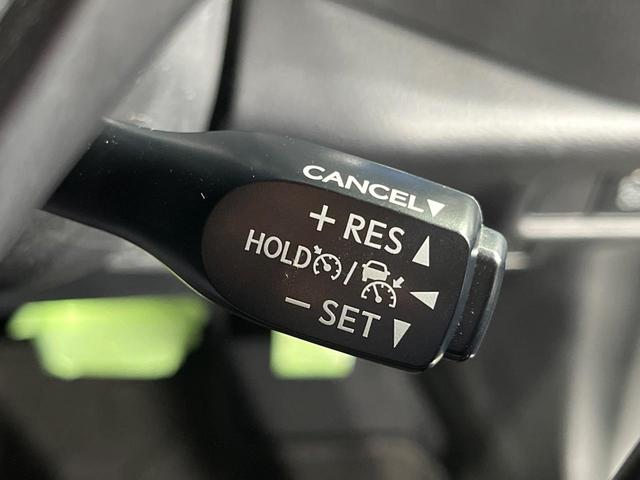 CANCEL▼
+ RES ▲
HOLD / ◀
− SET ▼